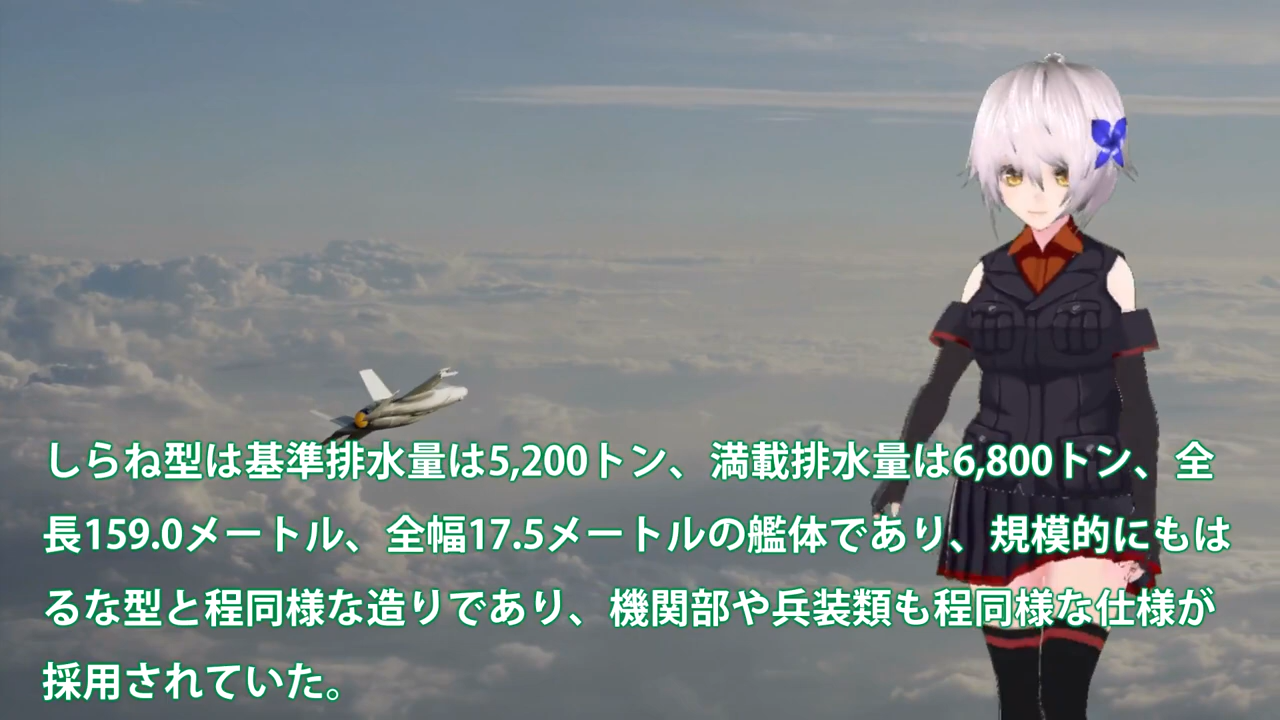 しらね型は基準排水量は5,200トン、満載排水量は6,800トン、全
長159.0メートル、全幅17.5メートルの艦体であり、規模的にもは
るな型と程同様な造りであり、機関部や兵装類も程同様な仕様が
採用されていた。